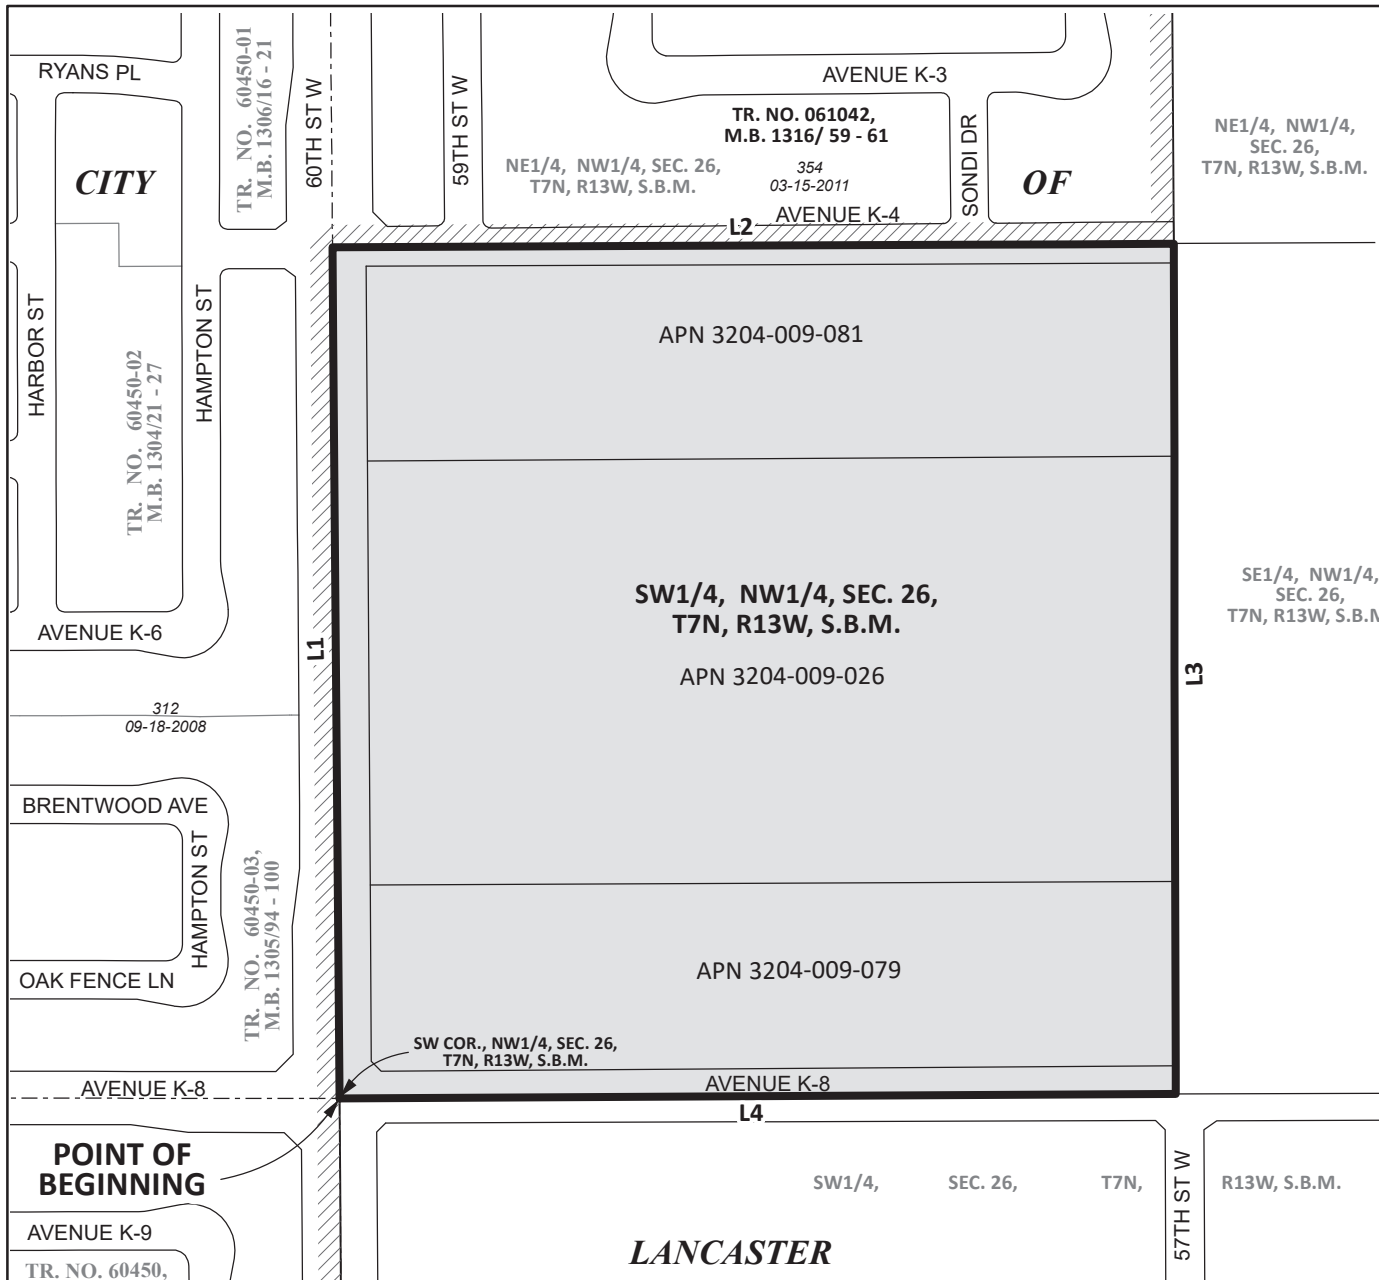 RYANS PL
TR. NO. 60450-01
M.B. 1306/16 - 21
60TH ST W
59TH ST W
AVENUE K-3
TR. NO. 061042,
M.B. 1316/ 59 - 61
NE1/4, NW1/4, SEC. 26,
T7N, R13W, S.B.M.
354
03-15-2011
SONDI DR
NE1/4, NW1/4,
SEC. 26,
T7N, R13W, S.B.M.
CITY
OF
AVENUE K-4
L2
HARBOR ST
HAMPTON ST
TR. NO. 60450-02
M.B. 1304/21 - 27
APN 3204-009-081
SW1/4, NW1/4, SEC. 26,
T7N, R13W, S.B.M.
APN 3204-009-026
SE1/4, NW1/4,
SEC. 26,
T7N, R13W, S.B.M
AVENUE K-6
L1
L3
312
09-18-2008
BRENTWOOD AVE
HAMPTON ST
TR. NO. 60450-03,
M.B. 1305/94 - 100
OAK FENCE LN
APN 3204-009-079
SW COR., NW1/4, SEC. 26,
T7N, R13W, S.B.M.
AVENUE K-8
AVENUE K-8
L4
POINT OF
BEGINNING
SW1/4, SEC. 26, T7N, R13W, S.B.M.
57TH ST W
AVENUE K-9
LANCASTER
TR. NO. 60450,